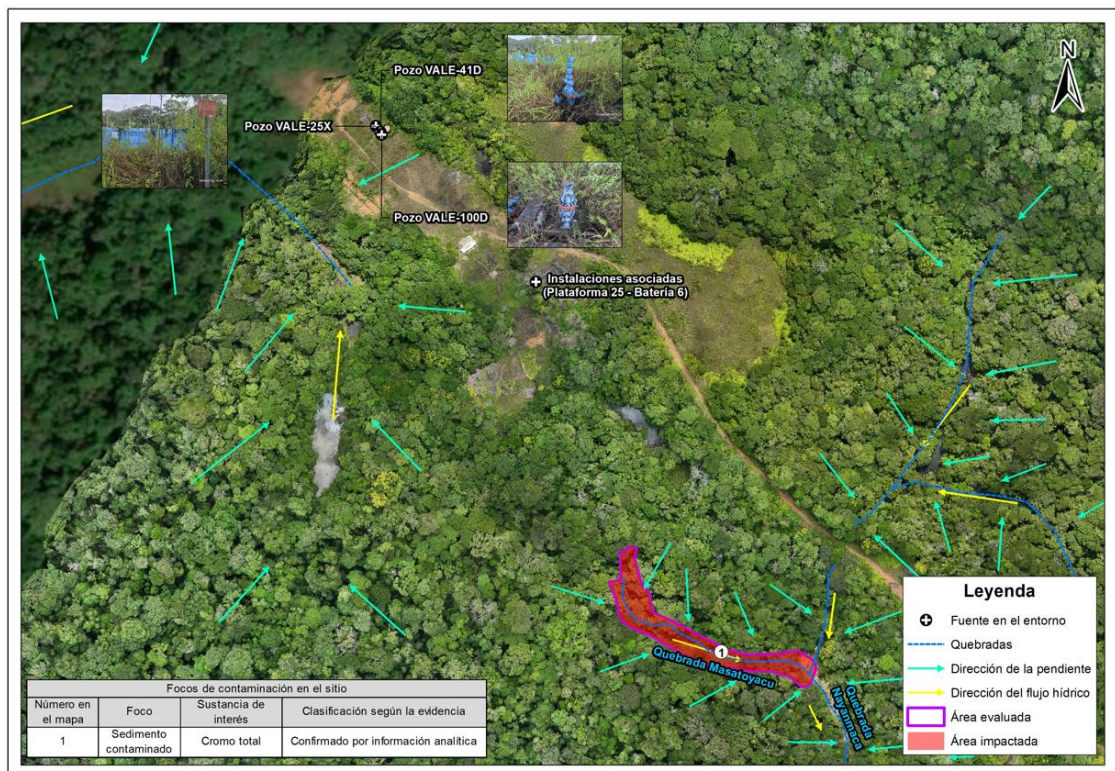 N
Pozo VALE-41D
Pozo VALE-25X
Pozo VALE-100D
Instalaciones asociadas
(Plataforma 25 - Batería 6)
Quebrada Masatoyacu
Quebrada
Nayanmaca
1
Leyenda
Fuente en el entorno
Quebradas
Dirección de la pendiente
Dirección del flujo hídrico
Área evaluada
Área impactada
Focos de contaminación en el sitio
Número en el mapa
Foco
Sustancia de interés
Clasificación según la evidencia
1
Sedimento contaminado
Cromo total
Confirmado por información analítica